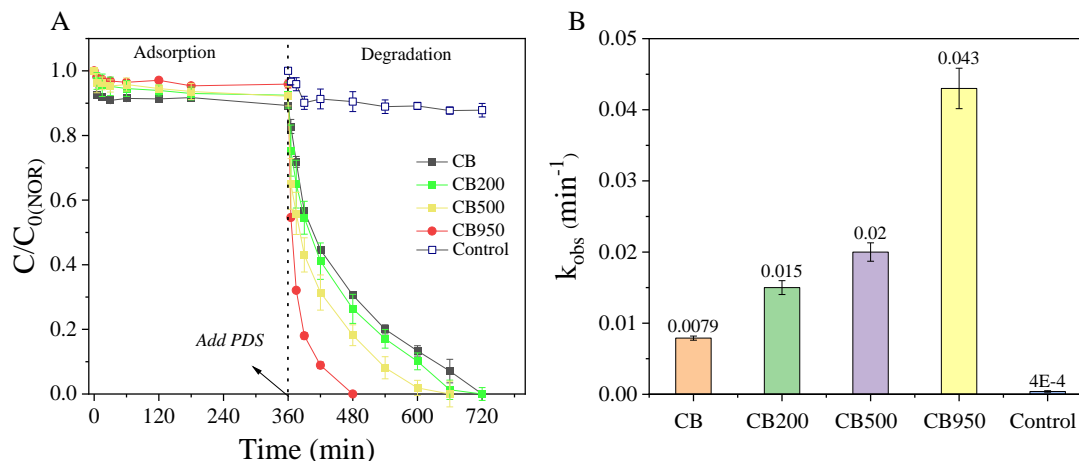 A
Adsorption
Degradation
C/C0(NOR)
1.0
0.8
0.6
0.4
0.2
0.0
CB
CB200
CB500
CB950
Control
Add PDS
0
120
240
360
480
600
720
Time (min)
B
kobs (min-1)
0.05
0.04
0.03
0.02
0.01
0.00
0.0079
0.015
0.02
0.043
4E-4
CB
CB200
CB500
CB950
Control